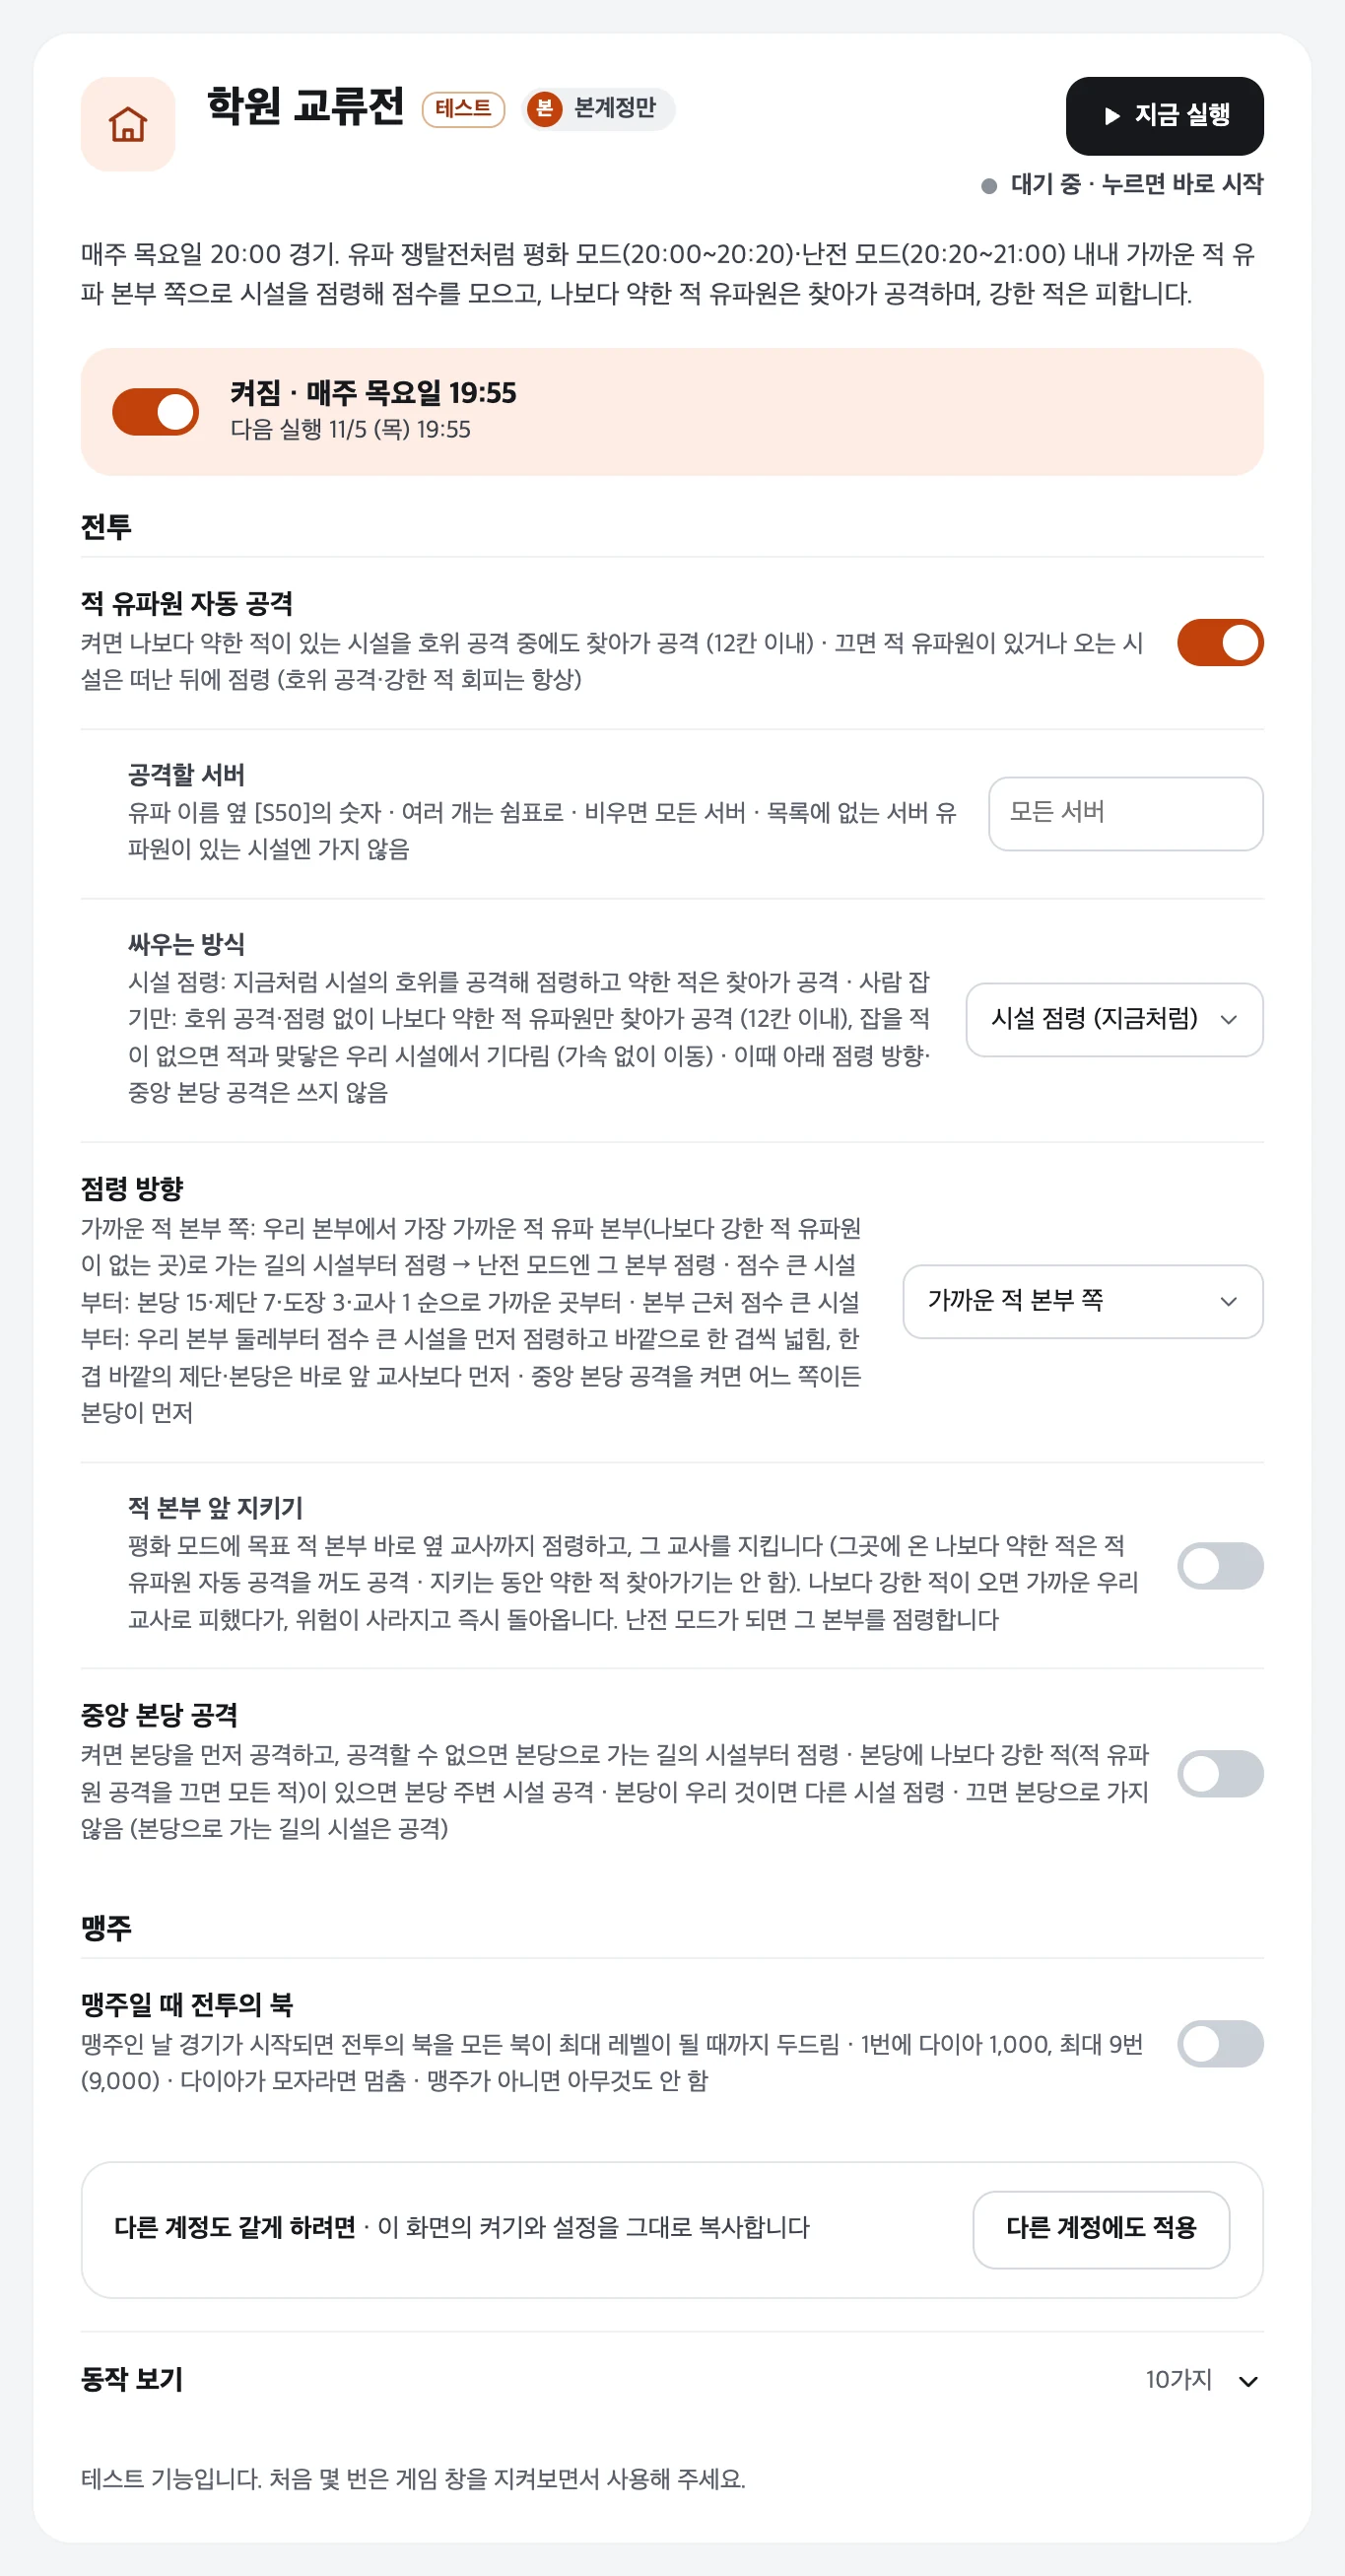 학원 교류전 테스트 본 본계정만
▶ 지금 실행
대기 중 · 누르면 바로 시작
매주 목요일 20:00 경기. 유파 쟁탈전처럼 평화 모드(20:00~20:20)·난전 모드(20:20~21:00) 내내 가까운 적 유
파 본부 쪽으로 시설을 점령해 점수를 모으고, 나보다 약한 적 유파원은 찾아가 공격하며, 강한 적은 피합니다.
켜짐 · 매주 목요일 19:55
다음 실행 11/5 (목) 19:55
전투
적 유파원 자동 공격
켜면 나보다 약한 적이 있는 시설을 호위 공격 중에도 찾아가 공격 (12칸 이내) · 끄면 적 유파원이 있거나 오는 시
설은 떠난 뒤에 점령 (호위 공격·강한 적 회피는 항상)
공격할 서버
유파 이름 옆 [S50]의 숫자 · 여러 개는 쉼표로 · 비우면 모든 서버 · 목록에 없는 서버 유
파원이 있는 시설엔 가지 않음
모든 서버
싸우는 방식
시설 점령: 지금처럼 시설의 호위를 공격해 점령하고 약한 적은 찾아가 공격 · 사람 잡
기만: 호위 공격·점령 없이 나보다 약한 적 유파원만 찾아가 공격 (12칸 이내), 잡을 적
이 없으면 적과 맞닿은 우리 시설에서 기다림 (가속 없이 이동) · 이때 아래 점령 방향·
중앙 본당 공격은 쓰지 않음
시설 점령 (지금처럼)
점령 방향
가까운 적 본부 쪽: 우리 본부에서 가장 가까운 적 유파 본부(나보다 강한 적 유파원
이 없는 곳)로 가는 길의 시설부터 점령 → 난전 모드엔 그 본부 점령 · 점수 큰 시설
부터: 본당 15·제단 7·도장 3·교사 1 순으로 가까운 곳부터 · 본부 근처 점수 큰 시설
부터: 우리 본부 둘레부터 점수 큰 시설을 먼저 점령하고 바깥으로 한 겹씩 넓힘, 한
겹 바깥의 제단·본당은 바로 앞 교사보다 먼저 · 중앙 본당 공격을 켜면 어느 쪽이든
본당이 먼저
가까운 적 본부 쪽
적 본부 앞 지키기
평화 모드에 목표 적 본부 바로 옆 교사까지 점령하고, 그 교사를 지킵니다 (그곳에 온 나보다 약한 적은 적
유파원 자동 공격을 꺼도 공격 · 지키는 동안 약한 적 찾아가기는 안 함). 나보다 강한 적이 오면 가까운 우리
교사로 피했다가, 위험이 사라지고 즉시 돌아옵니다. 난전 모드가 되면 그 본부를 점령합니다
중앙 본당 공격
켜면 본당을 먼저 공격하고, 공격할 수 없으면 본당으로 가는 길의 시설부터 점령 · 본당에 나보다 강한 적(적 유파
원 공격을 끄면 모든 적)이 있으면 본당 주변 시설 공격 · 본당이 우리 것이면 다른 시설 점령 · 끄면 본당으로 가지
않음 (본당으로 가는 길의 시설은 공격)
맹주
맹주일 때 전투의 북
맹주인 날 경기가 시작되면 전투의 북을 모든 북이 최대 레벨이 될 때까지 두드림 · 1번에 다이아 1,000, 최대 9번
(9,000) · 다이아가 모자라면 멈춤 · 맹주가 아니면 아무것도 안 함
다른 계정도 같게 하려면 · 이 화면의 켜기와 설정을 그대로 복사합니다
다른 계정에도 적용
동작 보기
10가지
테스트 기능입니다. 처음 몇 번은 게임 창을 지켜보면서 사용해 주세요.